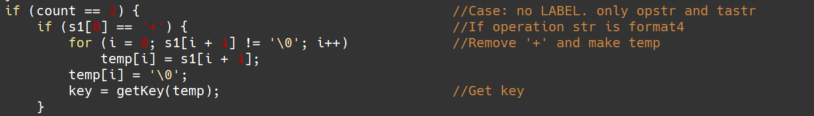 if (count == 2) { //Case: no LABEL. only opstr and tastr
if (s1[0] == '+') { //If operation str is format4
for (i = 0; s1[i + 1] != '\0'; i++) //Remove '+' and make temp
temp[i] = s1[i + 1];
temp[i] = '\0';
key = getKey(temp); //Get key
}